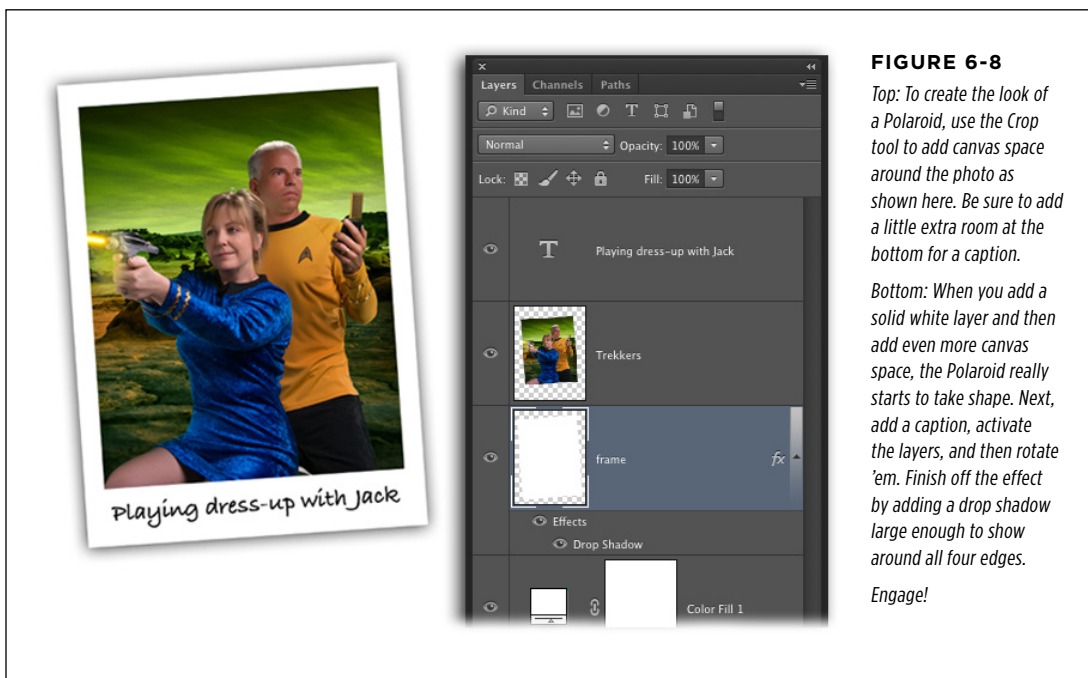 Playing dress-up with Jack
Layers Channels Paths
Kind
Normal Opacity: 100%
Lock: Fill: 100%
T Playing dress-up with Jack
Trekkers
frame fx
Effects
Drop Shadow
Color Fill 1
FIGURE 6-8
Top: To create the look of
a Polaroid, use the Crop
tool to add canvas space
around the photo as
shown here. Be sure to add
a little extra room at the
bottom for a caption.
Bottom: When you add a
solid white layer and then
add even more canvas
space, the Polaroid really
starts to take shape. Next,
add a caption, activate
the layers, and then rotate
’em. Finish off the effect
by adding a drop shadow
large enough to show
around all four edges.
Engage!